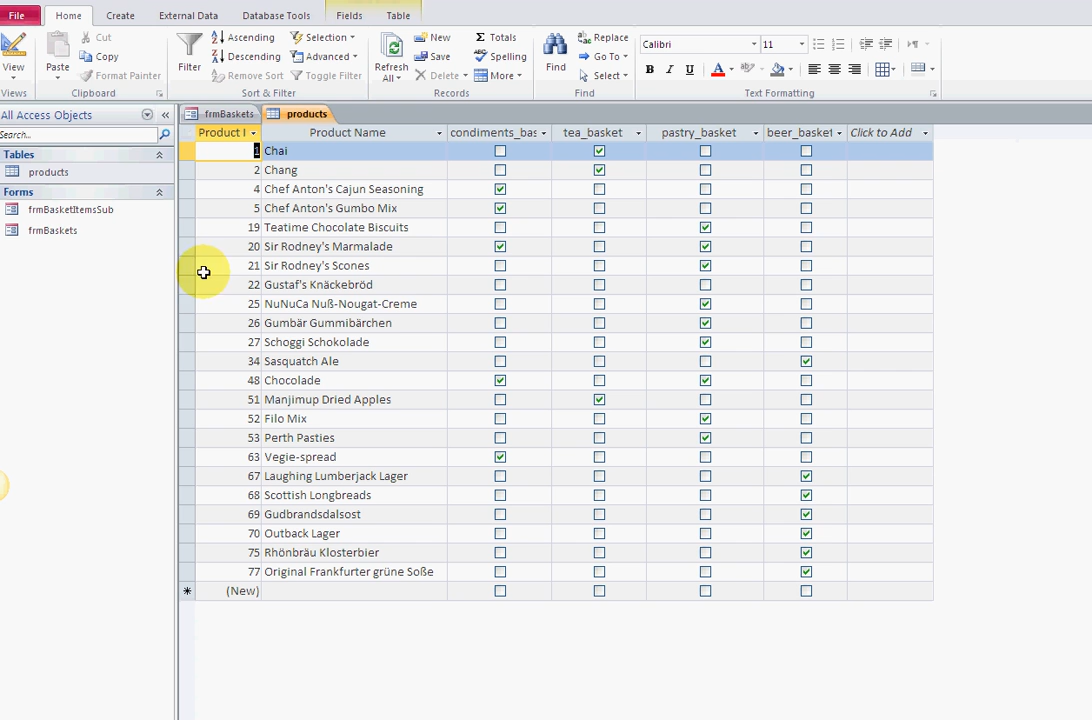 File Home Create External Data Database Tools Fields Table
Cut Ascending Selection New Totals Replace Calibri 11
Copy Descending Advanced Save Spelling Go To
View Paste Format Painter Filter Remove Sort Toggle Filter Refresh All Delete More Find Select B I U A
Views Clipboard Sort & Filter Records Find Text Formatting
All Access Objects « frmBaskets products
Search... Product I Product Name condiments_bas tea_basket pastry_basket beer_basket Click to Add
Tables
products
Forms
frmBasketItemsSub
frmBaskets
1 Chai
2 Chang
4 Chef Anton's Cajun Seasoning
5 Chef Anton's Gumbo Mix
19 Teatime Chocolate Biscuits
20 Sir Rodney's Marmalade
21 Sir Rodney's Scones
22 Gustaf's Knäckebröd
25 NuNuCa Nuß-Nougat-Creme
26 Gumbär Gummibärchen
27 Schoggi Schokolade
34 Sasquatch Ale
48 Chocolade
51 Manjimup Dried Apples
52 Filo Mix
53 Perth Pasties
63 Vegie-spread
67 Laughing Lumberjack Lager
68 Scottish Longbreads
69 Gudbrandsdalsost
70 Outback Lager
75 Rhönbräu Klosterbier
77 Original Frankfurter grüne Soße
(New)